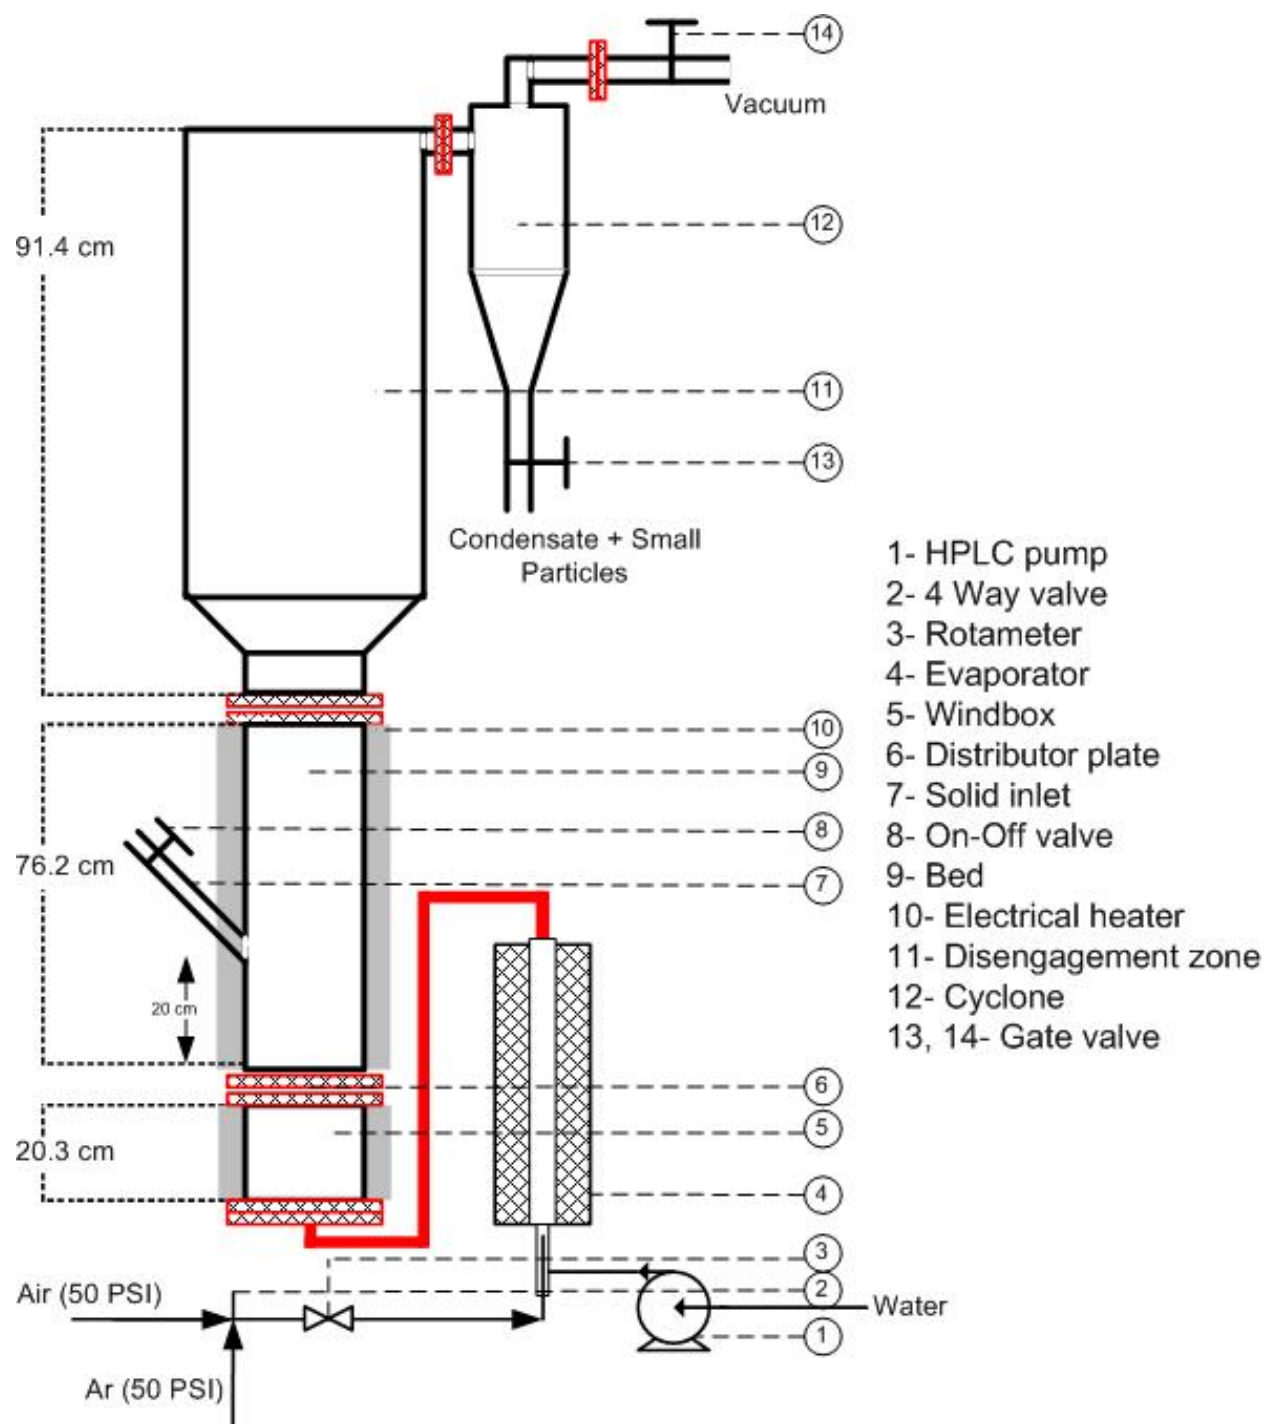 14
Vacuum
91.4 cm
12
11
13
Condensate + Small
Particles
1- HPLC pump
2- 4 Way valve
3- Rotameter
4- Evaporator
5- Windbox
6- Distributor plate
7- Solid inlet
8- On-Off valve
9- Bed
10- Electrical heater
11- Disengagement zone
12- Cyclone
13, 14- Gate valve
10
9
8
76.2 cm
7
20 cm
6
5
20.3 cm
4
3
2
Air (50 PSI)
Water
1
Ar (50 PSI)